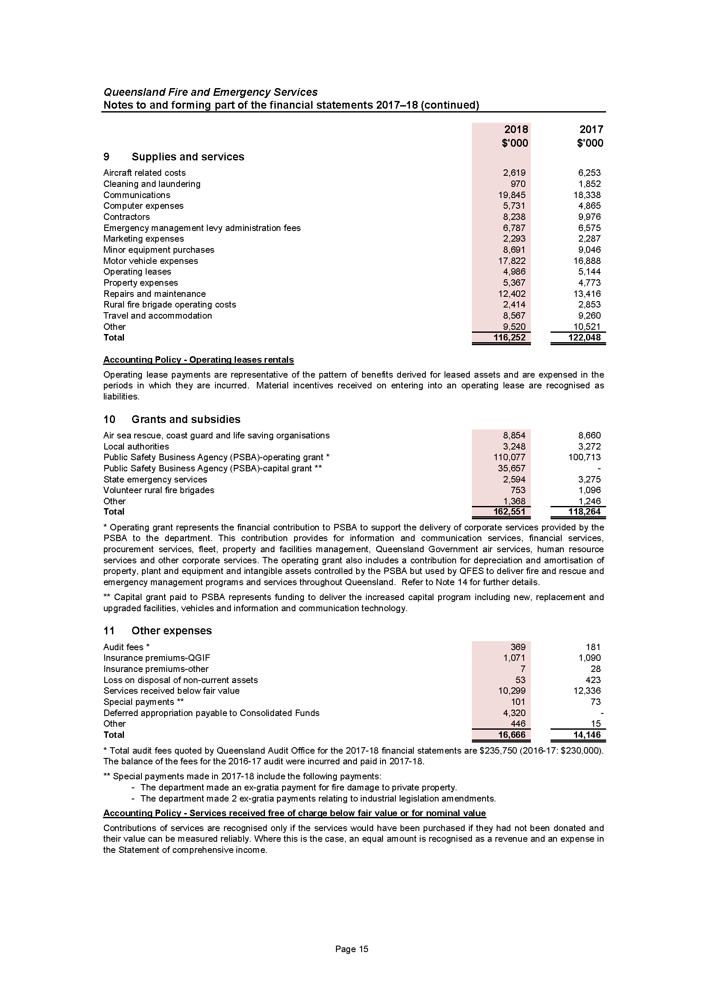 Queensland Fire and Emergency Services
Notes to and forming part of the financial statements 2017–18 (continued)
2018 2017
$'000 $'000
9 Supplies and services
Aircraft related costs 2,619 6,253
Cleaning and laundering 970 1,852
Communications 19,845 18,338
Computer expenses 5,731 4,865
Contractors 8,238 9,976
Emergency management levy administration fees 6,787 6,575
Marketing expenses 2,293 2,287
Minor equipment purchases 8,691 9,046
Motor vehicle expenses 17,822 16,888
Operating leases 4,986 5,144
Property expenses 5,367 4,773
Repairs and maintenance 12,402 13,416
Rural fire brigade operating costs 2,414 2,853
Travel and accommodation 8,567 9,260
Other 9,520 10,521
Total 116,252 122,048
Accounting Policy - Operating leases rentals
Operating lease payments are representative of the pattern of benefits derived for leased assets and are expensed in the
periods in which they are incurred. Material incentives received on entering into an operating lease are recognised as
liabilities.
10 Grants and subsidies
Air sea rescue, coast guard and life saving organisations 8,854 8,660
Local authorities 3,248 3,272
Public Safety Business Agency (PSBA)-operating grant * 110,077 100,713
Public Safety Business Agency (PSBA)-capital grant ** 35,657 -
State emergency services 2,594 3,275
Volunteer rural fire brigades 753 1,096
Other 1,368 1,246
Total 162,551 118,264
* Operating grant represents the financial contribution to PSBA to support the delivery of corporate services provided by the
PSBA to the department. This contribution provides for information and communication services, financial services,
procurement services, fleet, property and facilities management, Queensland Government air services, human resource
services and other corporate services. The operating grant also includes a contribution for depreciation and amortisation of
property, plant and equipment and intangible assets controlled by the PSBA but used by QFES to deliver fire and rescue and
emergency management programs and services throughout Queensland. Refer to Note 14 for further details.
** Capital grant paid to PSBA represents funding to deliver the increased capital program including new, replacement and
upgraded facilities, vehicles and information and communication technology.
11 Other expenses
Audit fees * 369 181
Insurance premiums-QGIF 1,071 1,090
Insurance premiums-other 7 28
Loss on disposal of non-current assets 53 423
Services received below fair value 10,299 12,336
Special payments ** 101 73
Deferred appropriation payable to Consolidated Funds 4,320 -
Other 446 15
Total 16,666 14,146
* Total audit fees quoted by Queensland Audit Office for the 2017-18 financial statements are $235,750 (2016-17: $230,000).
The balance of the fees for the 2016-17 audit were incurred and paid in 2017-18.
** Special payments made in 2017-18 include the following payments:
- The department made an ex-gratia payment for fire damage to private property.
- The department made 2 ex-gratia payments relating to industrial legislation amendments.
Accounting Policy - Services received free of charge below fair value or for nominal value
Contributions of services are recognised only if the services would have been purchased if they had not been donated and
their value can be measured reliably. Where this is the case, an equal amount is recognised as a revenue and an expense in
the Statement of comprehensive income.
Page 15